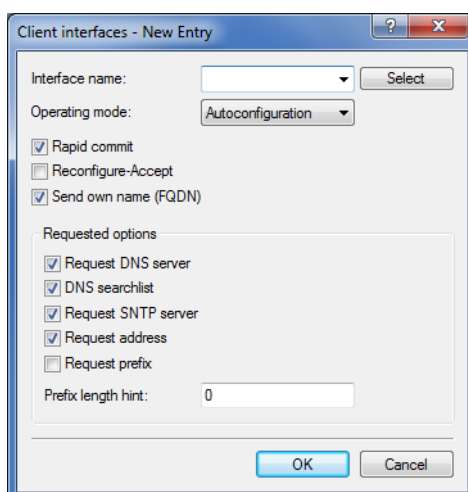 Client interfaces - New Entry
Interface name: Select
Operating mode: Autoconfiguration
Rapid commit
Reconfigure-Accept
Send own name (FQDN)
Requested options
Request DNS server
DNS searchlist
Request SNTP server
Request address
Request prefix
Prefix length hint: 0
OK Cancel